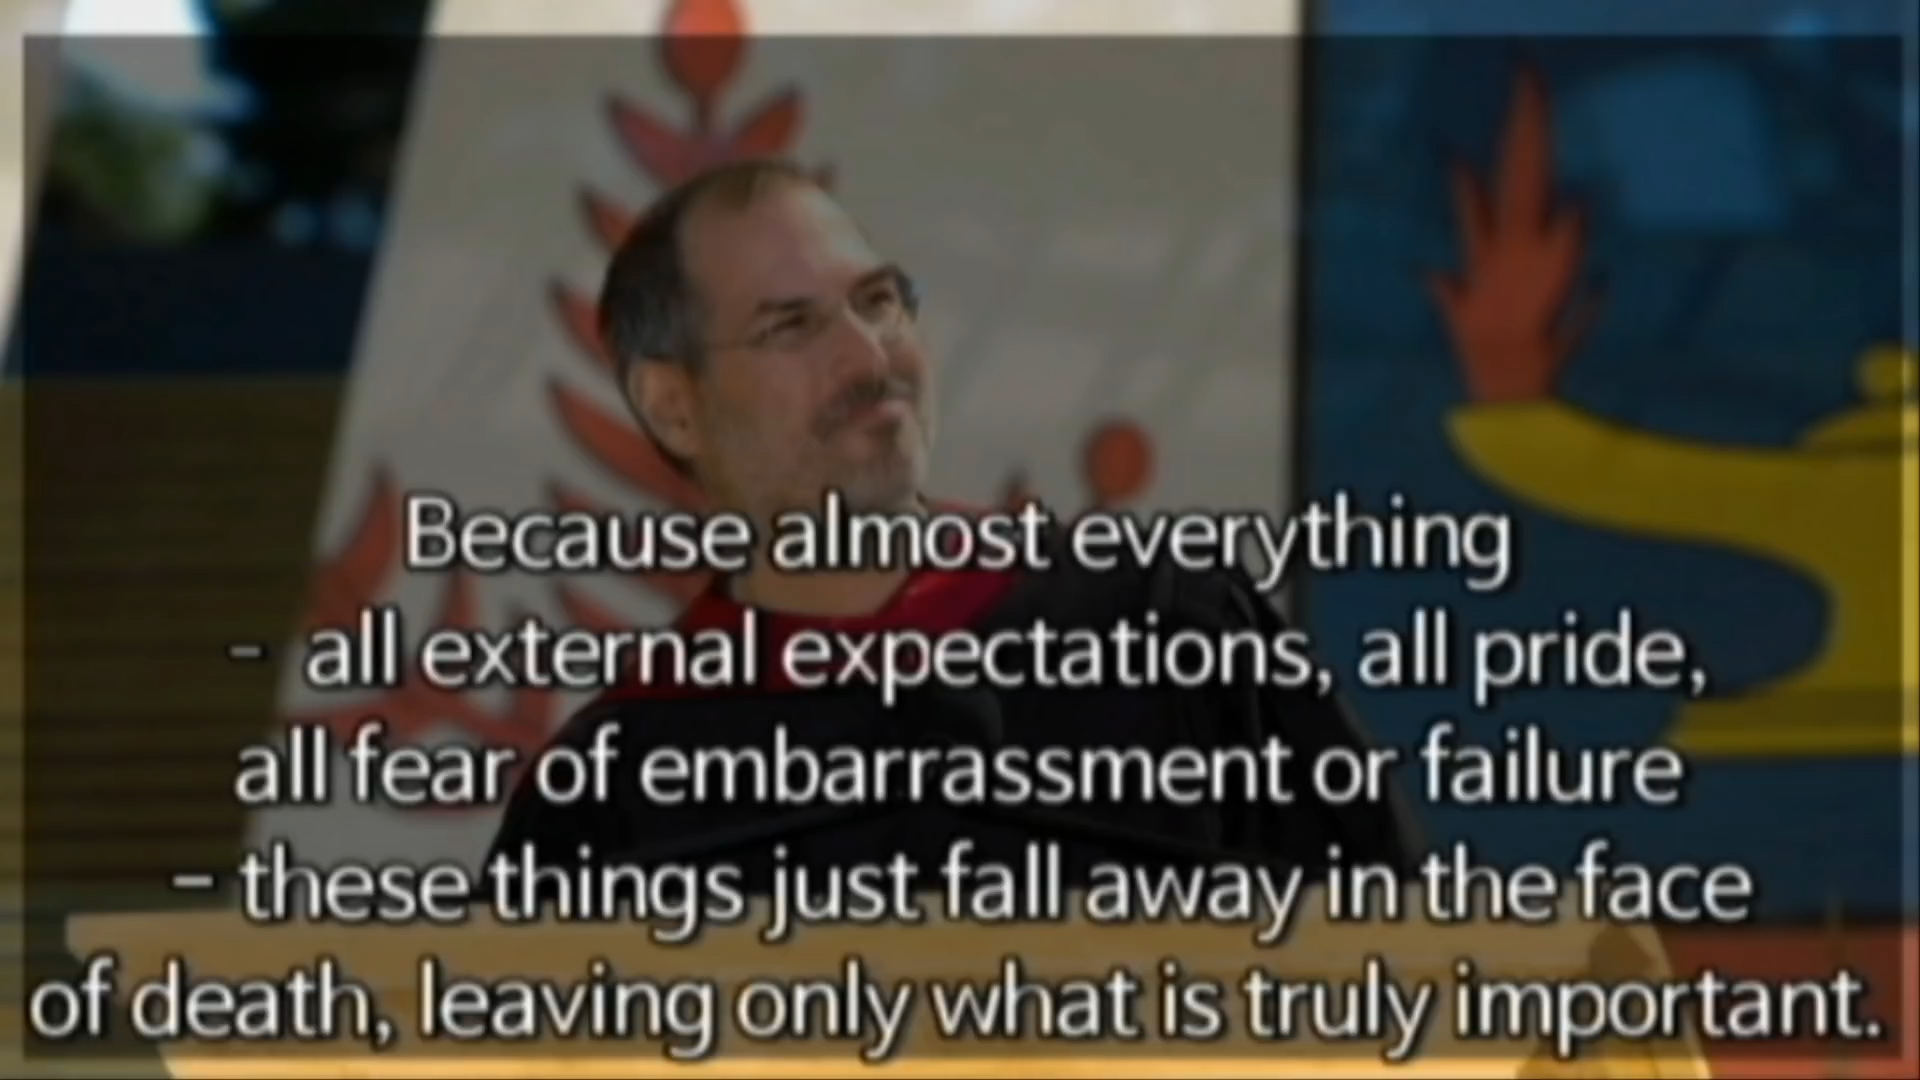 Because almost everything
- all external expectations, all pride,
all fear of embarrassment or failure
– these things just fall away in the face
of death, leaving only what is truly important.